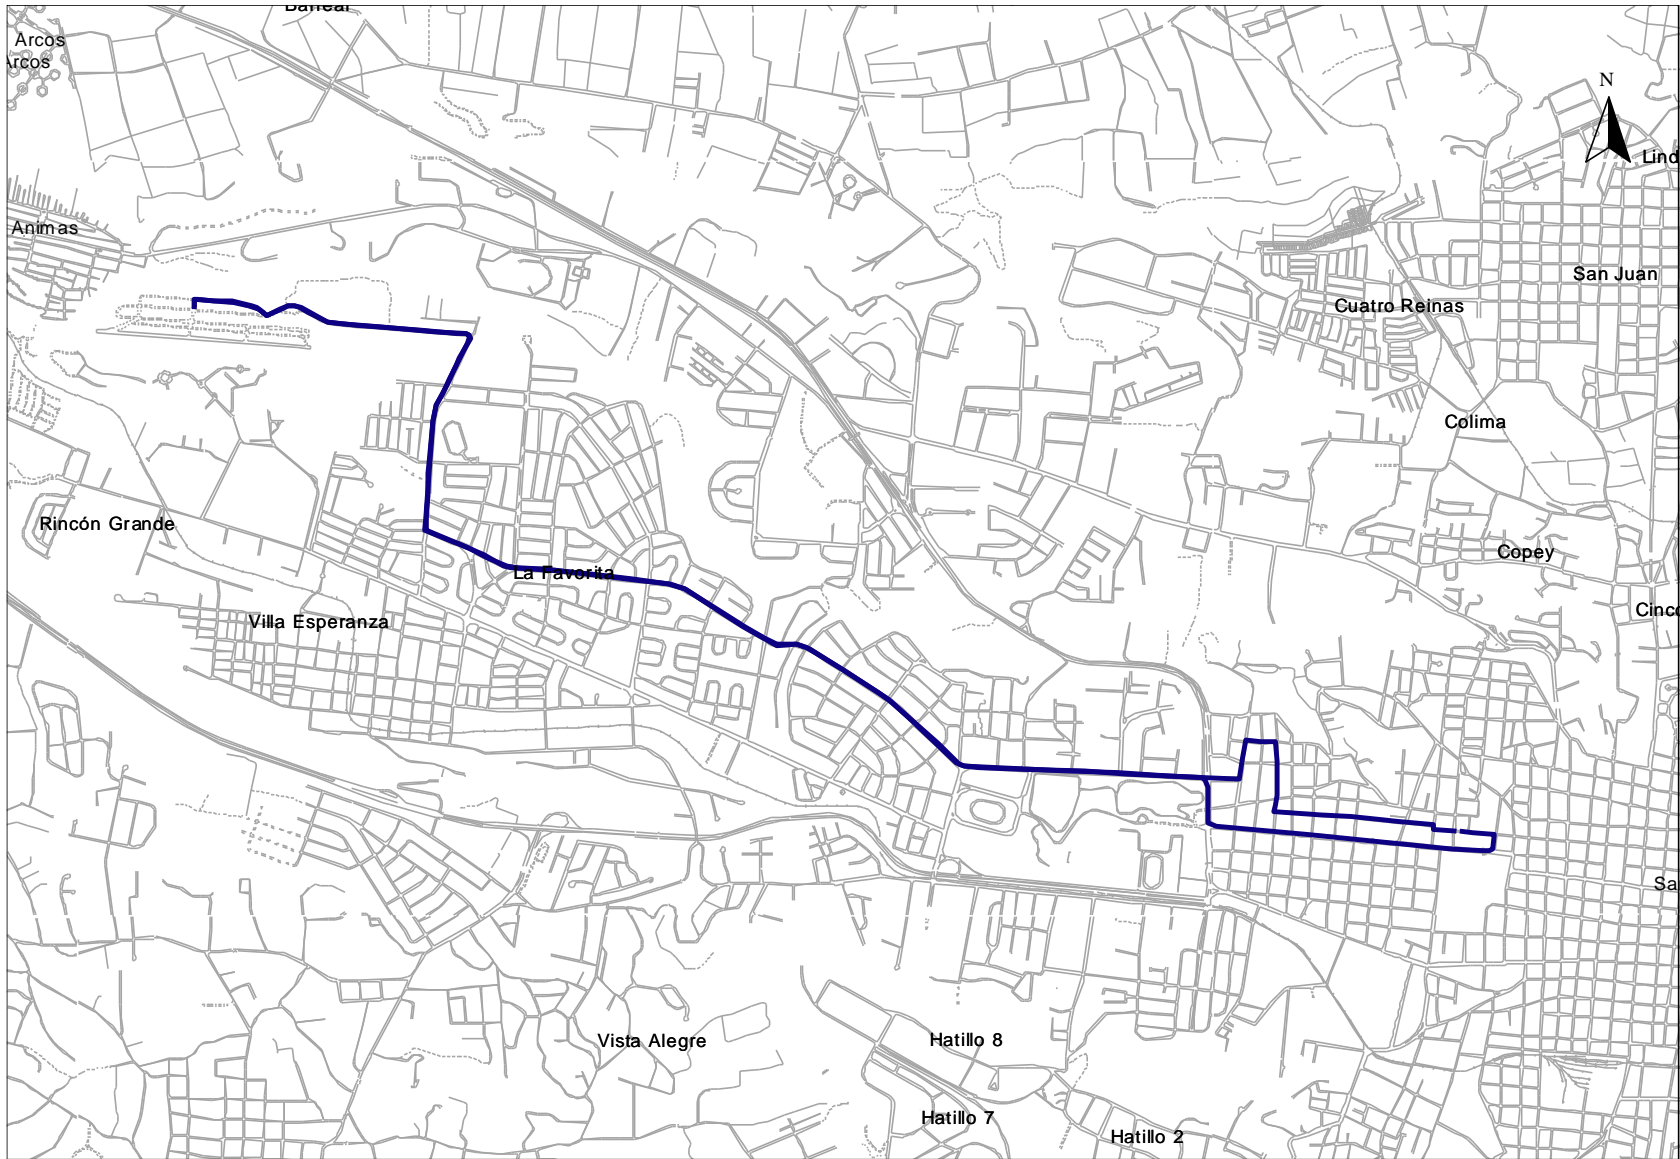 Barreal
Arcos
Arcos
N
Lind
Animas
San Juan
Cuatro Reinas
Colima
Rincón Grande
Copey
La Favorita
Cinco
Villa Esperanza
Sa
Vista Alegre
Hatillo 8
Hatillo 7
Hatillo 2